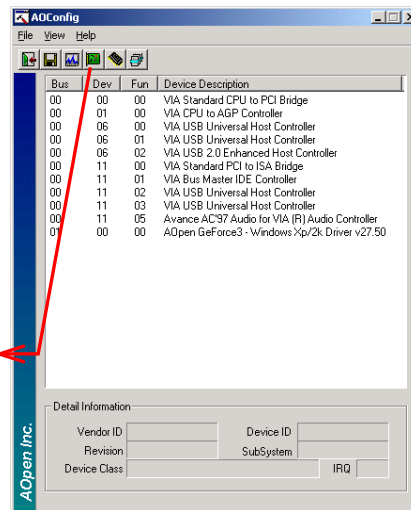 AOConfig
File View Help
Bus Dev Fun Device Description
00 00 00 VIA Standard CPU to PCI Bridge
00 01 00 VIA CPU to AGP Controller
00 06 00 VIA USB Universal Host Controller
00 06 01 VIA USB Universal Host Controller
00 06 02 VIA USB 2.0 Enhanced Host Controller
00 11 00 VIA Standard PCI to ISA Bridge
00 11 01 VIA Bus Master IDE Controller
00 11 02 VIA USB Universal Host Controller
00 11 03 VIA USB Universal Host Controller
00 11 05 Avance AC'97 Audio for VIA (R) Audio Controller
01 00 00 AOpen GeForce3 - Windows Xp/2k Driver v27.50
Detail Information
Vendor ID Device ID
Revision SubSystem
Device Class IRQ
AOpen Inc.